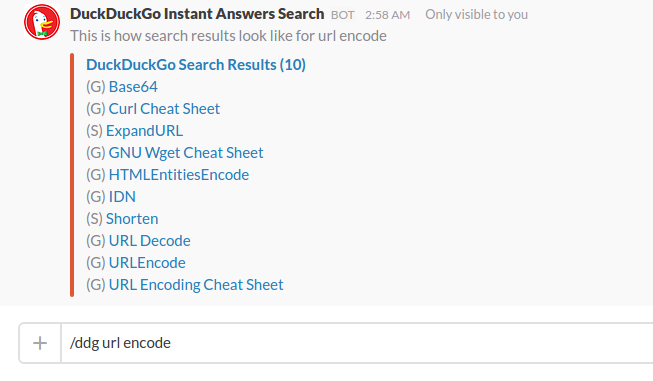 DuckDuckGo Instant Answers Search BOT 2:58 AM Only visible to you
This is how search results look like for url encode
DuckDuckGo Search Results (10)
(G) Base64
(G) Curl Cheat Sheet
(S) ExpandURL
(G) GNU Wget Cheat Sheet
(G) HTMLEntitiesEncode
(G) IDN
(S) Shorten
(G) URL Decode
(G) URLEncode
(G) URL Encoding Cheat Sheet
/ddg url encode